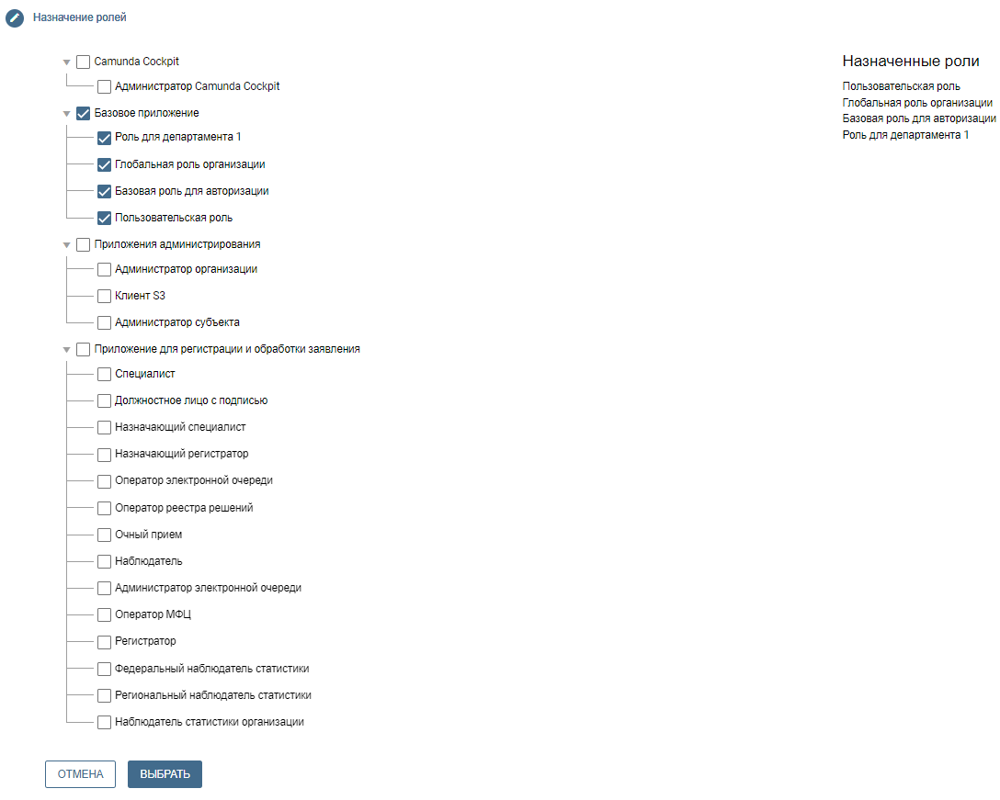 Назначение ролей
Camunda Cockpit
Администратор Camunda Cockpit
Базовое приложение
Роль для департамента 1
Глобальная роль организации
Базовая роль для авторизации
Пользовательская роль
Приложения администрирования
Администратор организации
Клиент S3
Администратор субъекта
Приложение для регистрации и обработки заявления
Специалист
Должностное лицо с подписью
Назначающий специалист
Назначающий регистратор
Оператор электронной очереди
Оператор реестра решений
Очный прием
Наблюдатель
Администратор электронной очереди
Оператор МФЦ
Регистратор
Федеральный наблюдатель статистики
Региональный наблюдатель статистики
Наблюдатель статистики организации
Назначенные роли
Пользовательская роль
Глобальная роль организации
Базовая роль для авторизации
Роль для департамента 1
ОТМЕНА
ВЫБРАТЬ